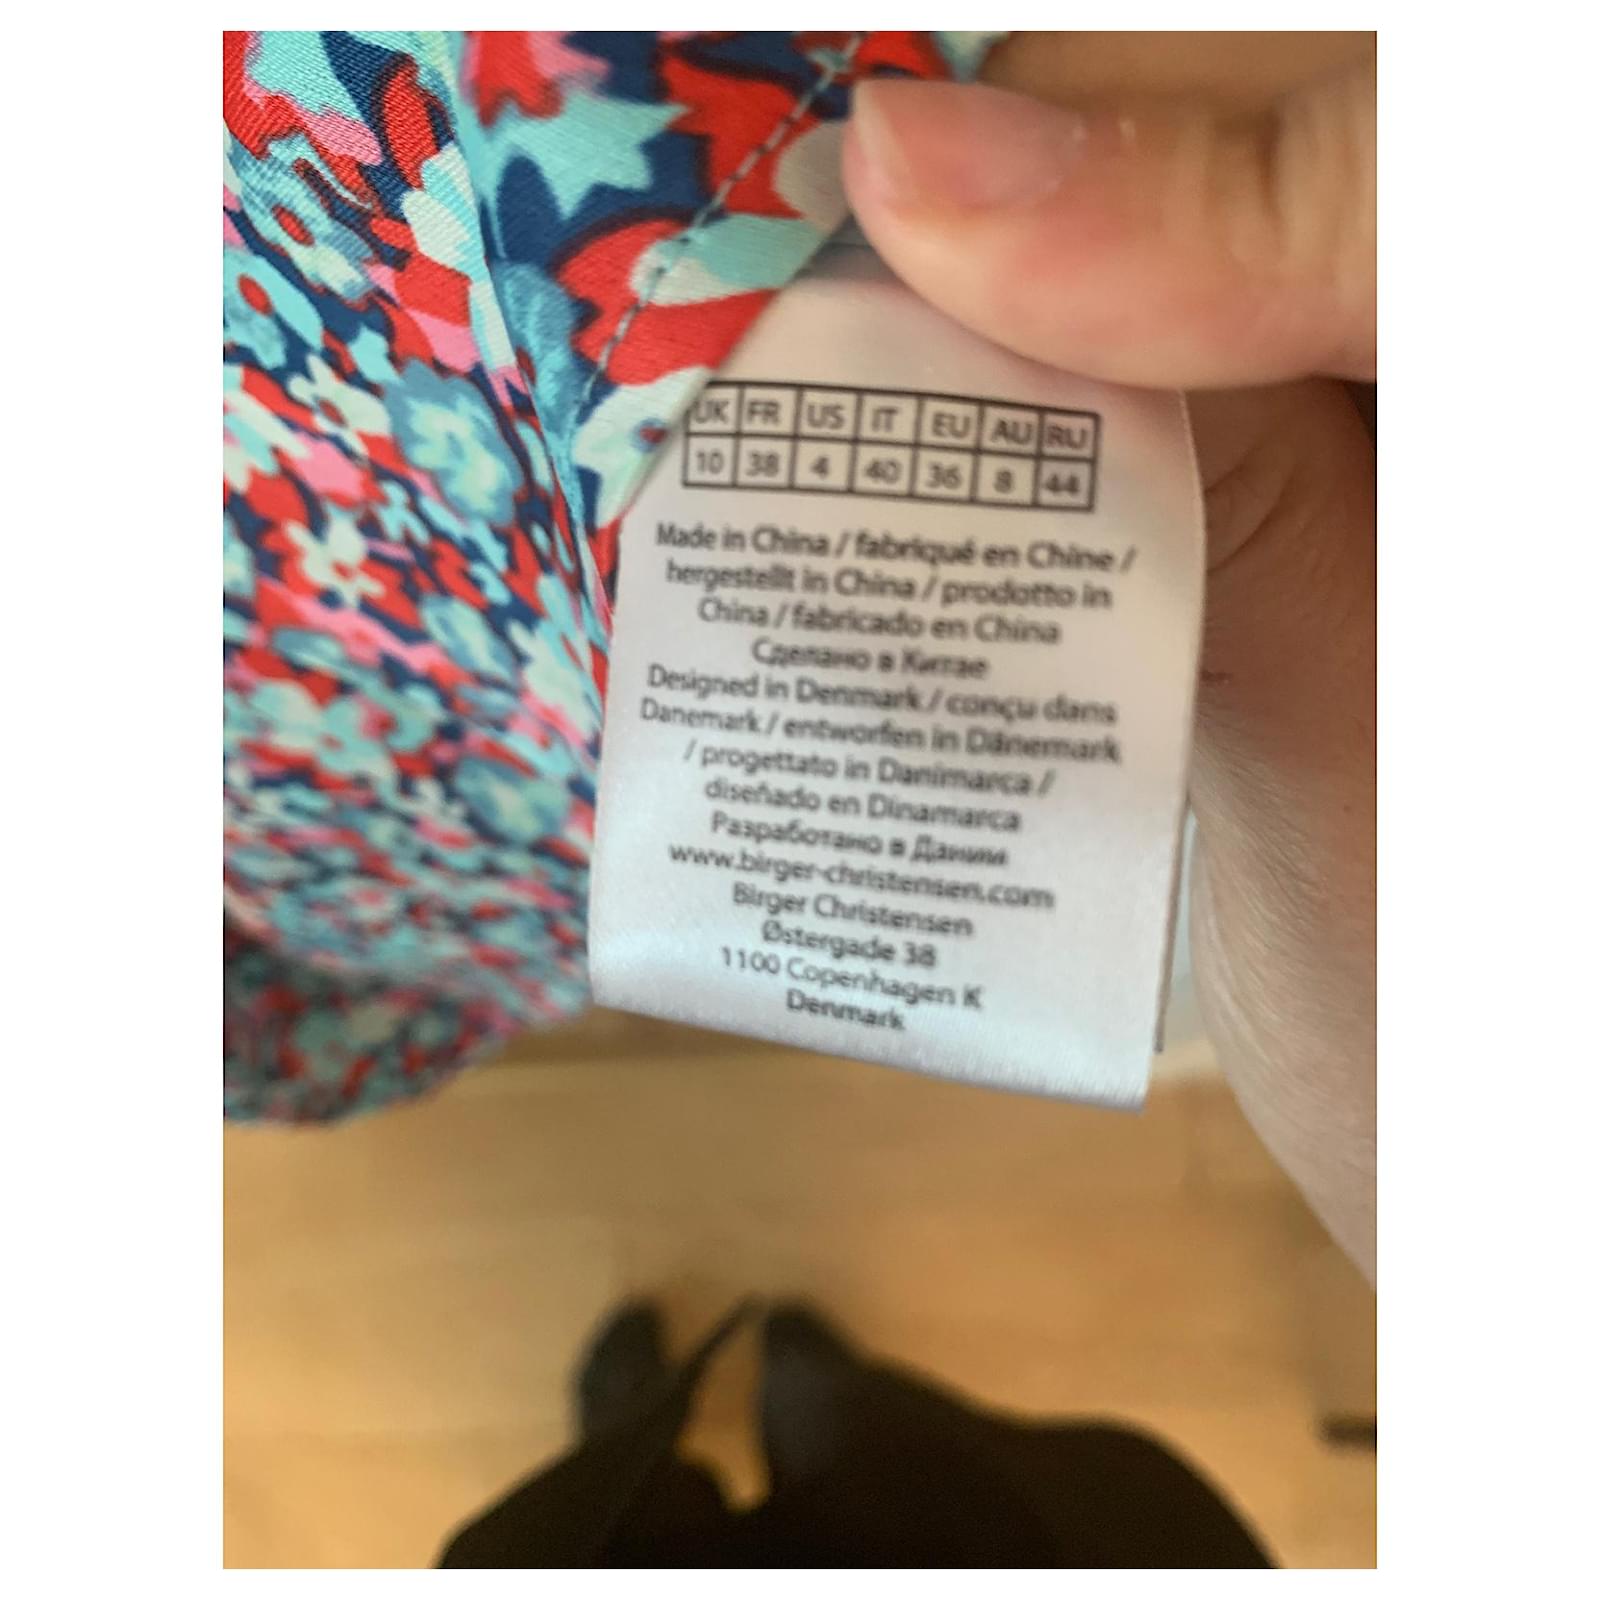 UK FR US IT EU AU RU
10 38 4 40 36 8 44
Made in China / fabriqué en Chine /
hergestellt in China / prodotto in
China / fabricado en China
Сделано в Китае
Designed in Denmark / conçu dans
Danemark / entworfen in Dänemark
/ progettato in Danimarca /
diseñado en Dinamarca
Разработано в Дании
www.birger-christensen.com
Birger Christensen
Østergade 38
1100 Copenhagen K
Denmark